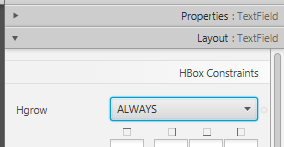 Properties : TextField
Layout : TextField
HBox Constraints
Hgrow
ALWAYS